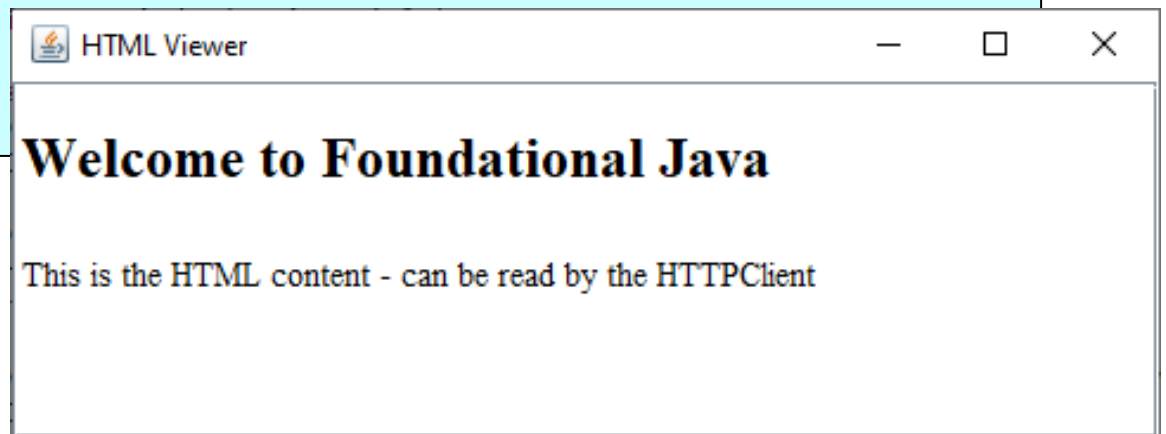 HTML Viewer
Welcome to Foundational Java
This is the HTML content - can be read by the HTTPClient